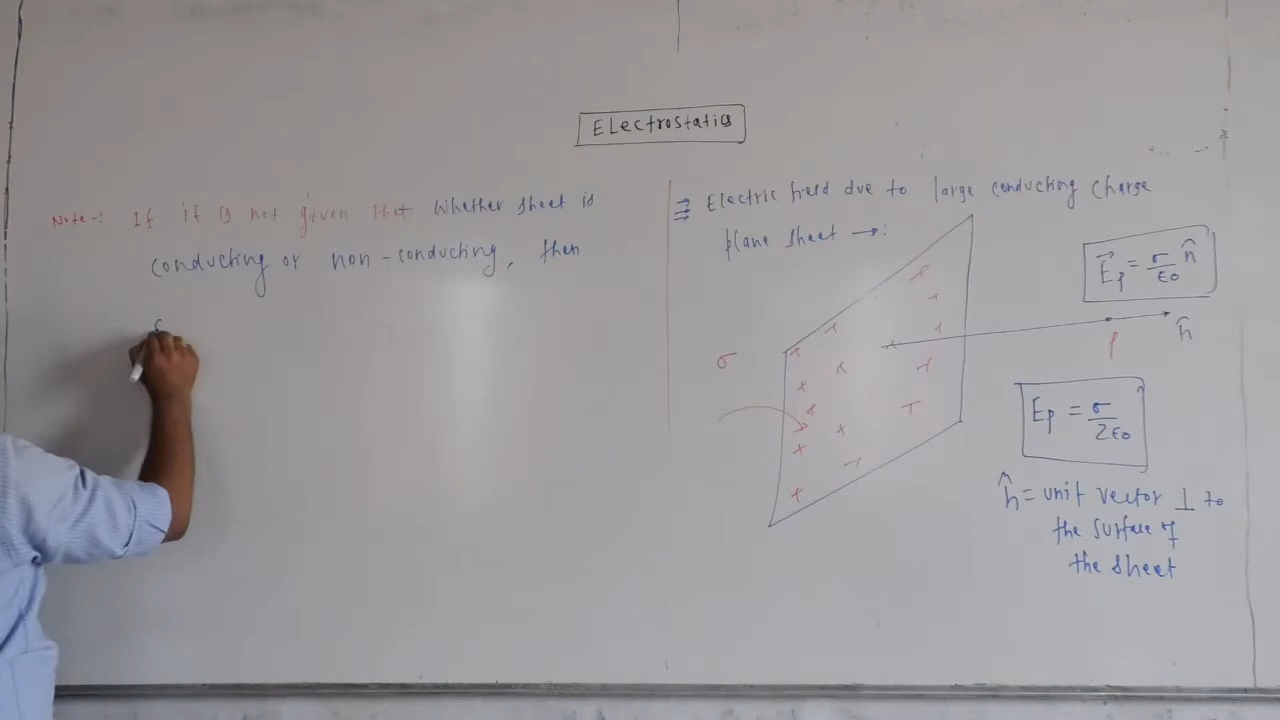 ELectrostatics
Note-: If it is not given that whether sheet is
conducting or non-conducting, then
⇒ Electric field due to large conducting charge
plane sheet →:
E⃗p = σ/ε0 n̂
σ
P
n̂
Ep = σ/2ε0
n̂ = unit vector ⊥ to
the surface of
the sheet